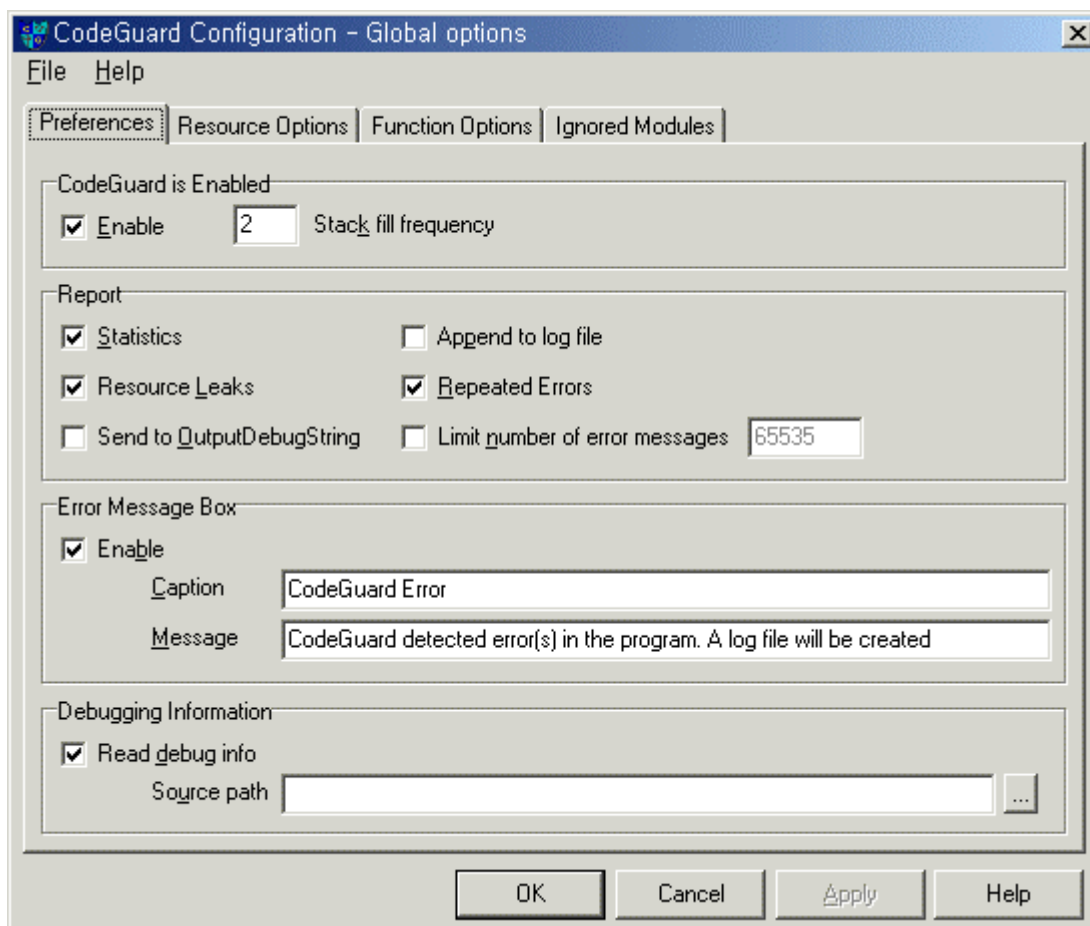 CodeGuard Configuration - Global options
File Help
Preferences Resource Options Function Options Ignored Modules
CodeGuard is Enabled
Enable 2 Stack fill frequency
Report
Statistics Append to log file
Resource Leaks Repeated Errors
Send to OutputDebugString Limit number of error messages 65535
Error Message Box
Enable
Caption CodeGuard Error
Message CodeGuard detected error(s) in the program. A log file will be created
Debugging Information
Read debug info
Source path ...
OK Cancel Apply Help